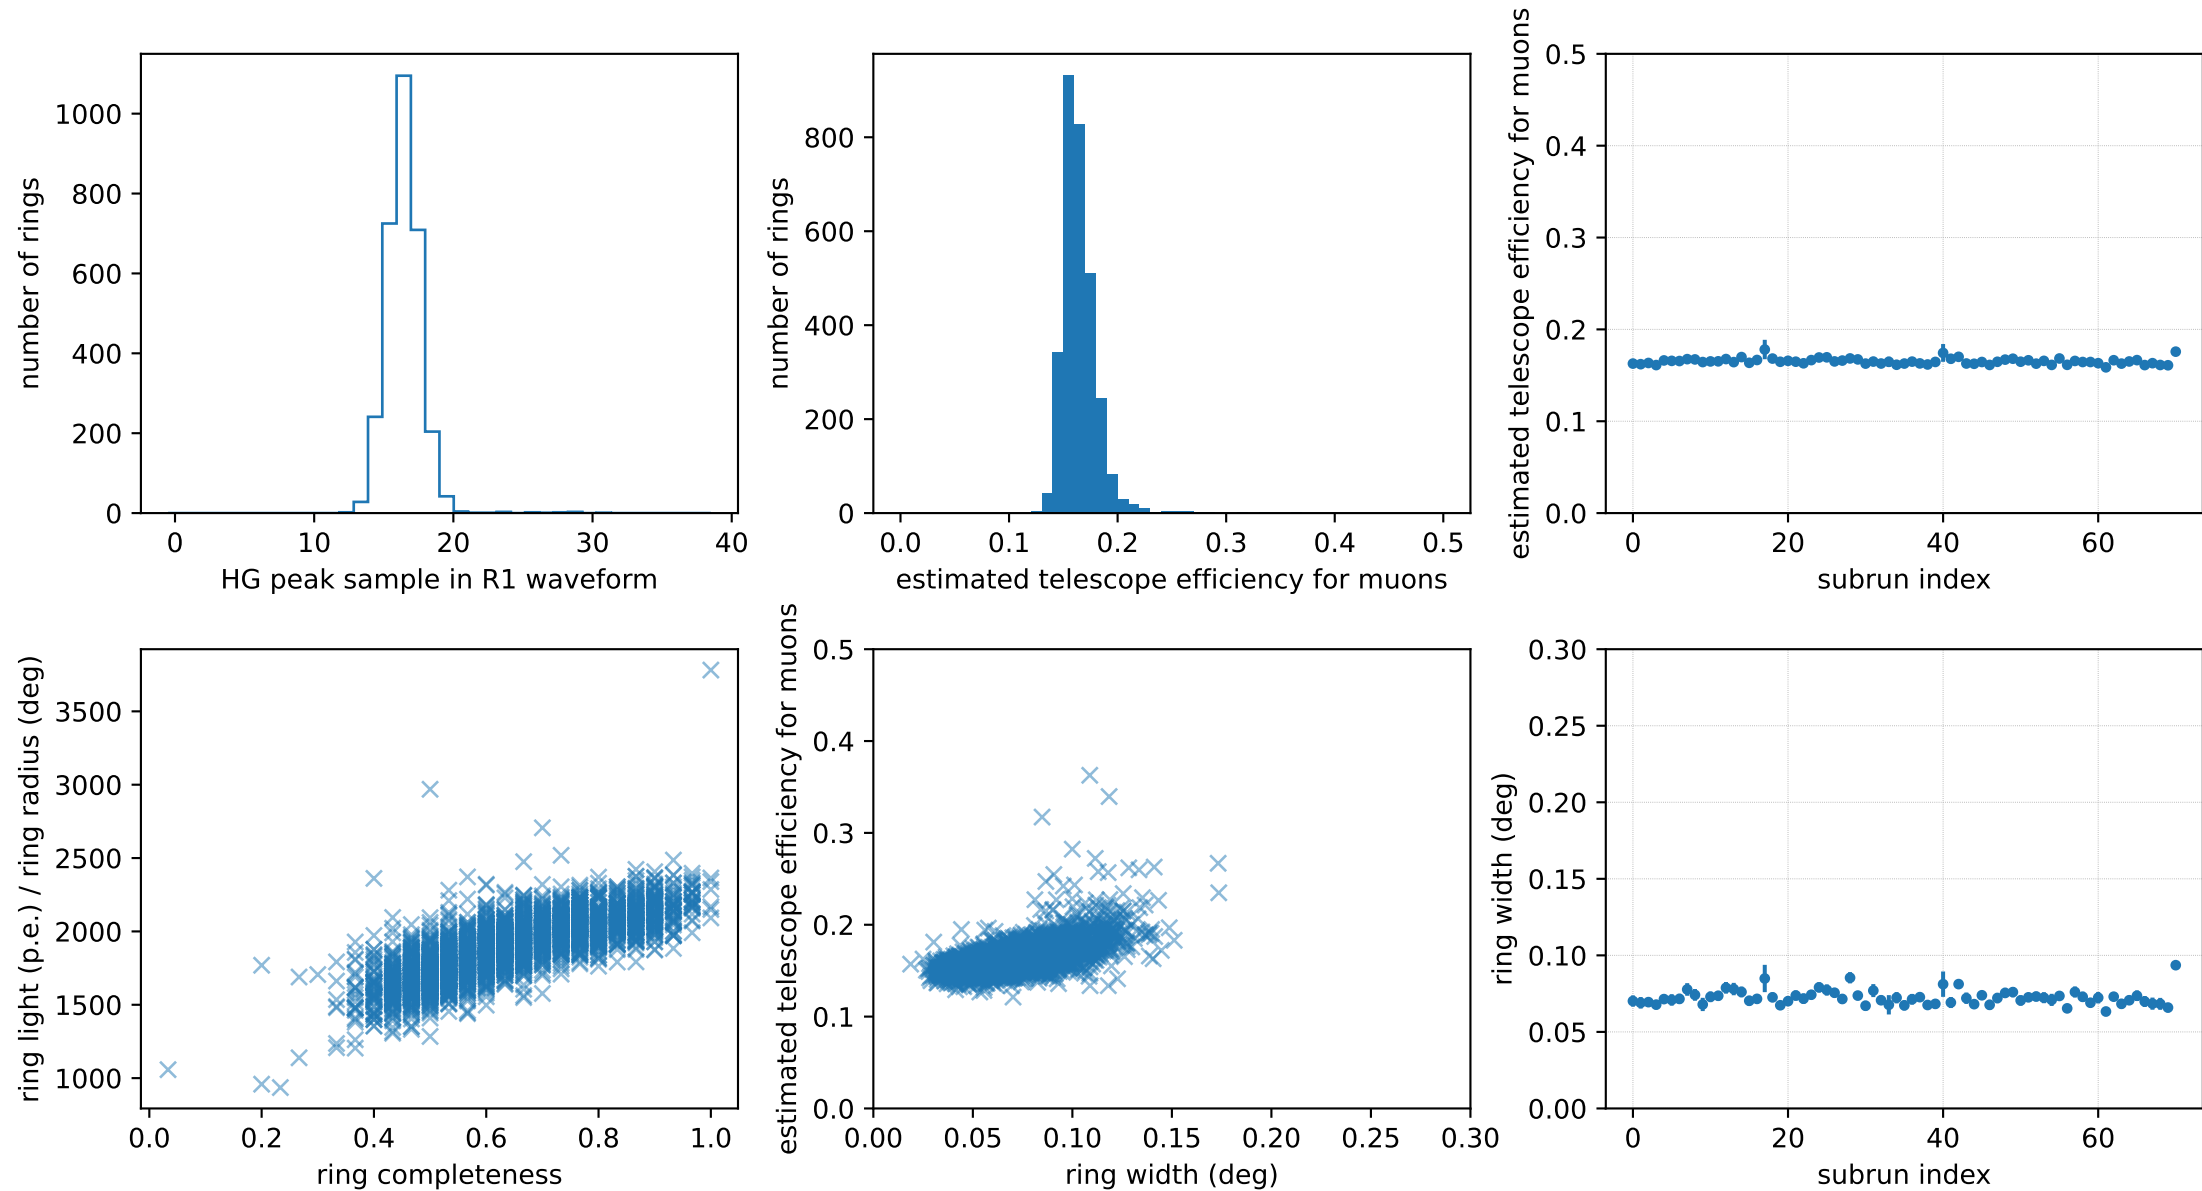 number of rings
1000
800
600
400
200
0
0 10 20 30 40
HG peak sample in R1 waveform
number of rings
800
600
400
200
0
0.0 0.1 0.2 0.3 0.4 0.5
estimated telescope efficiency for muons
estimated telescope efficiency for muons
0.5
0.4
0.3
0.2
0.1
0.0
0 20 40 60
subrun index
ring light (p.e.) / ring radius (deg)
3500
3000
2500
2000
1500
1000
0.0 0.2 0.4 0.6 0.8 1.0
ring completeness
estimated telescope efficiency for muons
0.5
0.4
0.3
0.2
0.1
0.0
0.00 0.05 0.10 0.15 0.20 0.25 0.30
ring width (deg)
ring width (deg)
0.30
0.25
0.20
0.15
0.10
0.05
0.00
0 20 40 60
subrun index